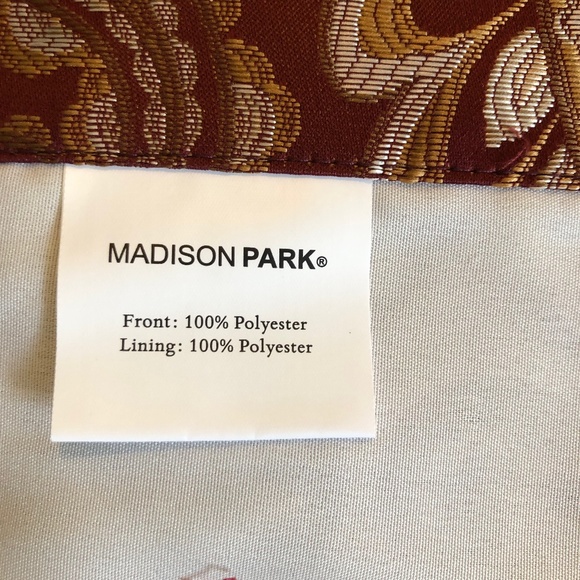 MADISON PARK®
Front: 100% Polyester
Lining: 100% Polyester